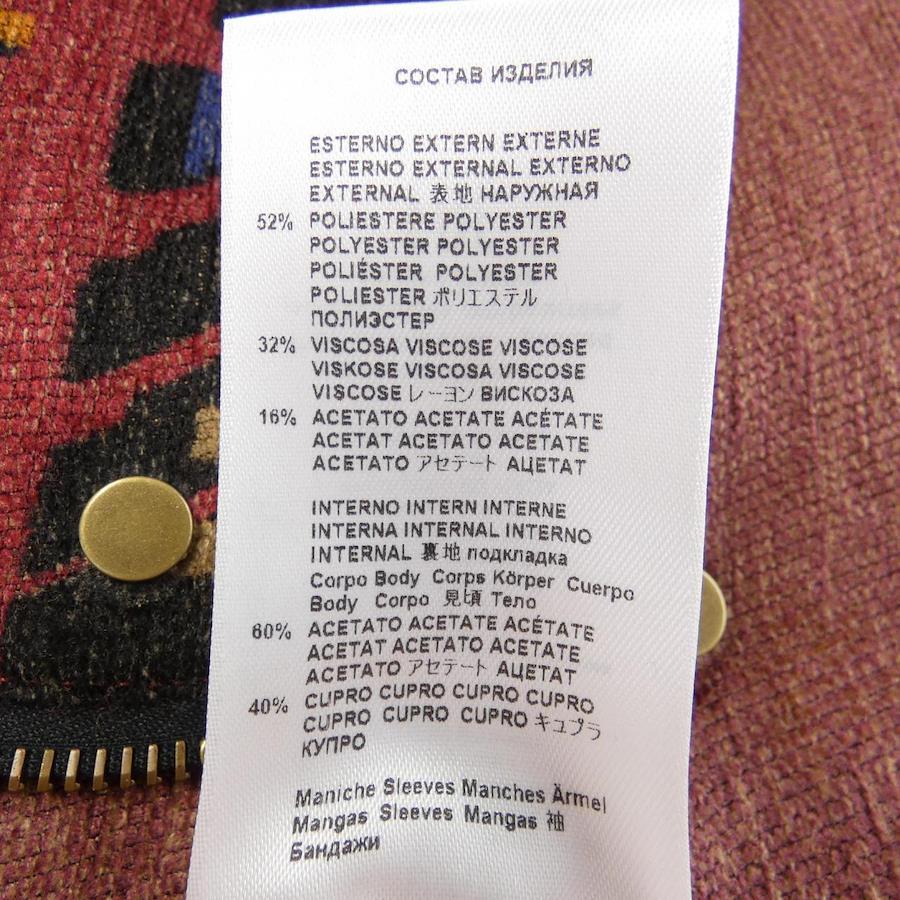 СОСТАВ ИЗДЕЛИЯ
ESTERNO EXTERN EXTERNE
ESTERNO EXTERNAL EXTERNO
EXTERNAL 表地 НАРУЖНАЯ
52% POLIESTERE POLYESTER
POLYESTER POLYESTER
POLIÉSTER POLYESTER
POLIESTER ポリエステル
ПОЛИЭСТЕР
32% VISCOSA VISCOSE VISCOSE
VISKOSE VISCOSA VISCOSE
VISCOSE レーヨン ВИСКОЗА
16% ACETATO ACETATE ACÉTATE
ACETAT ACETATO ACETATE
ACETATO アセテート АЦЕТАТ
INTERNO INTERN INTERNE
INTERNA INTERNAL INTERNO
INTERNAL 裏地 подкладка
Corpo Body Corps Körper Cuerpo
Body Corpo 見頃 Тело
60% ACETATO ACETATE ACÉTATE
ACETAT ACETATO ACETATE
ACETATO アセテート АЦЕТАТ
40% CUPRO CUPRO CUPRO CUPRO
CUPRO CUPRO CUPRO キュプラ
КУПРО
Maniche Sleeves Manches Ärmel
Mangas Sleeves Mangas 袖
Бандажи